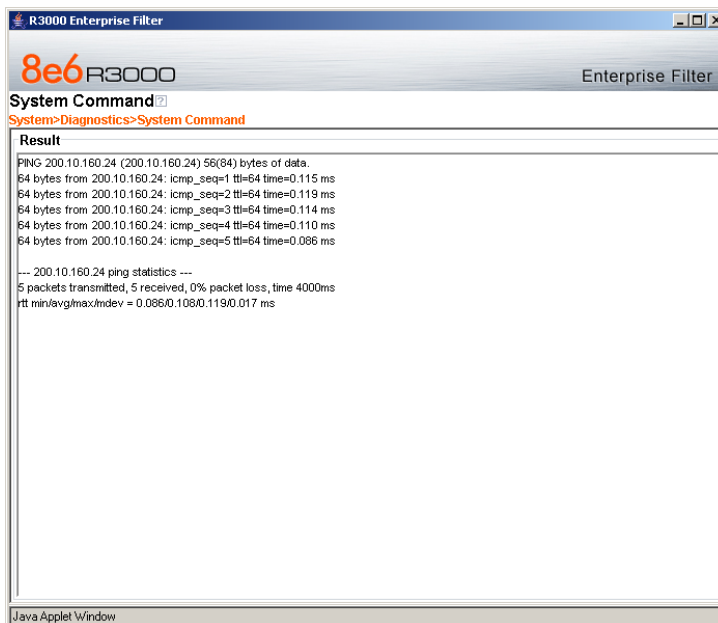 R3000 Enterprise Filter
8e6 R3000
Enterprise Filter
System Command?
System>Diagnostics>System Command
Result
PING 200.10.160.24 (200.10.160.24) 56(84) bytes of data.
64 bytes from 200.10.160.24: icmp_seq=1 ttl=64 time=0.115 ms
64 bytes from 200.10.160.24: icmp_seq=2 ttl=64 time=0.119 ms
64 bytes from 200.10.160.24: icmp_seq=3 ttl=64 time=0.114 ms
64 bytes from 200.10.160.24: icmp_seq=4 ttl=64 time=0.110 ms
64 bytes from 200.10.160.24: icmp_seq=5 ttl=64 time=0.086 ms
--- 200.10.160.24 ping statistics ---
5 packets transmitted, 5 received, 0% packet loss, time 4000ms
rtt min/avg/max/mdev = 0.086/0.108/0.119/0.017 ms
Java Applet Window